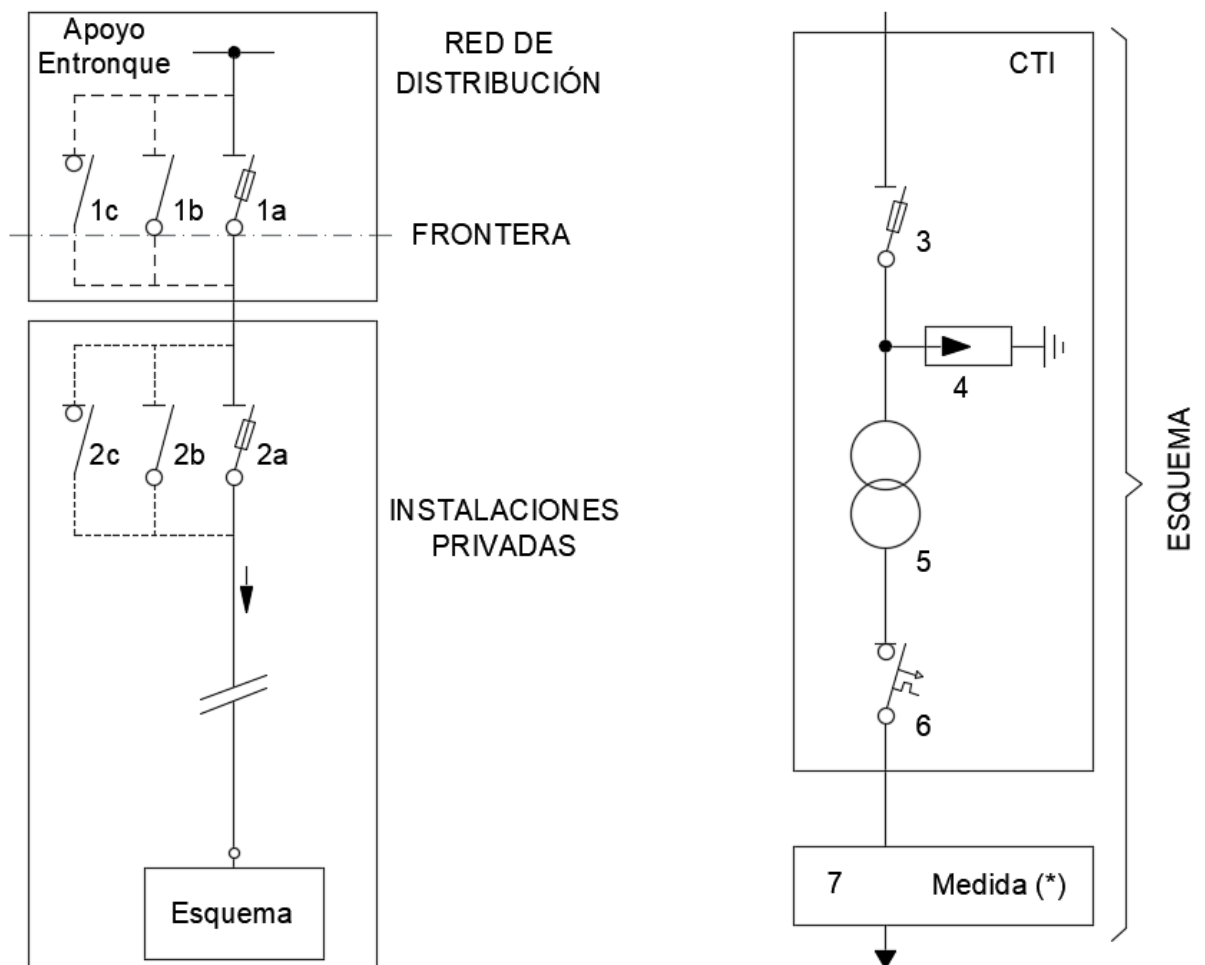 Apoyo
Entronque
RED DE
DISTRIBUCIÓN
1c
1b
1a
FRONTERA
2c
2b
2a
INSTALACIONES
PRIVADAS
Esquema
CTI
3
4
5
6
7
Medida (*)
ESQUEMA